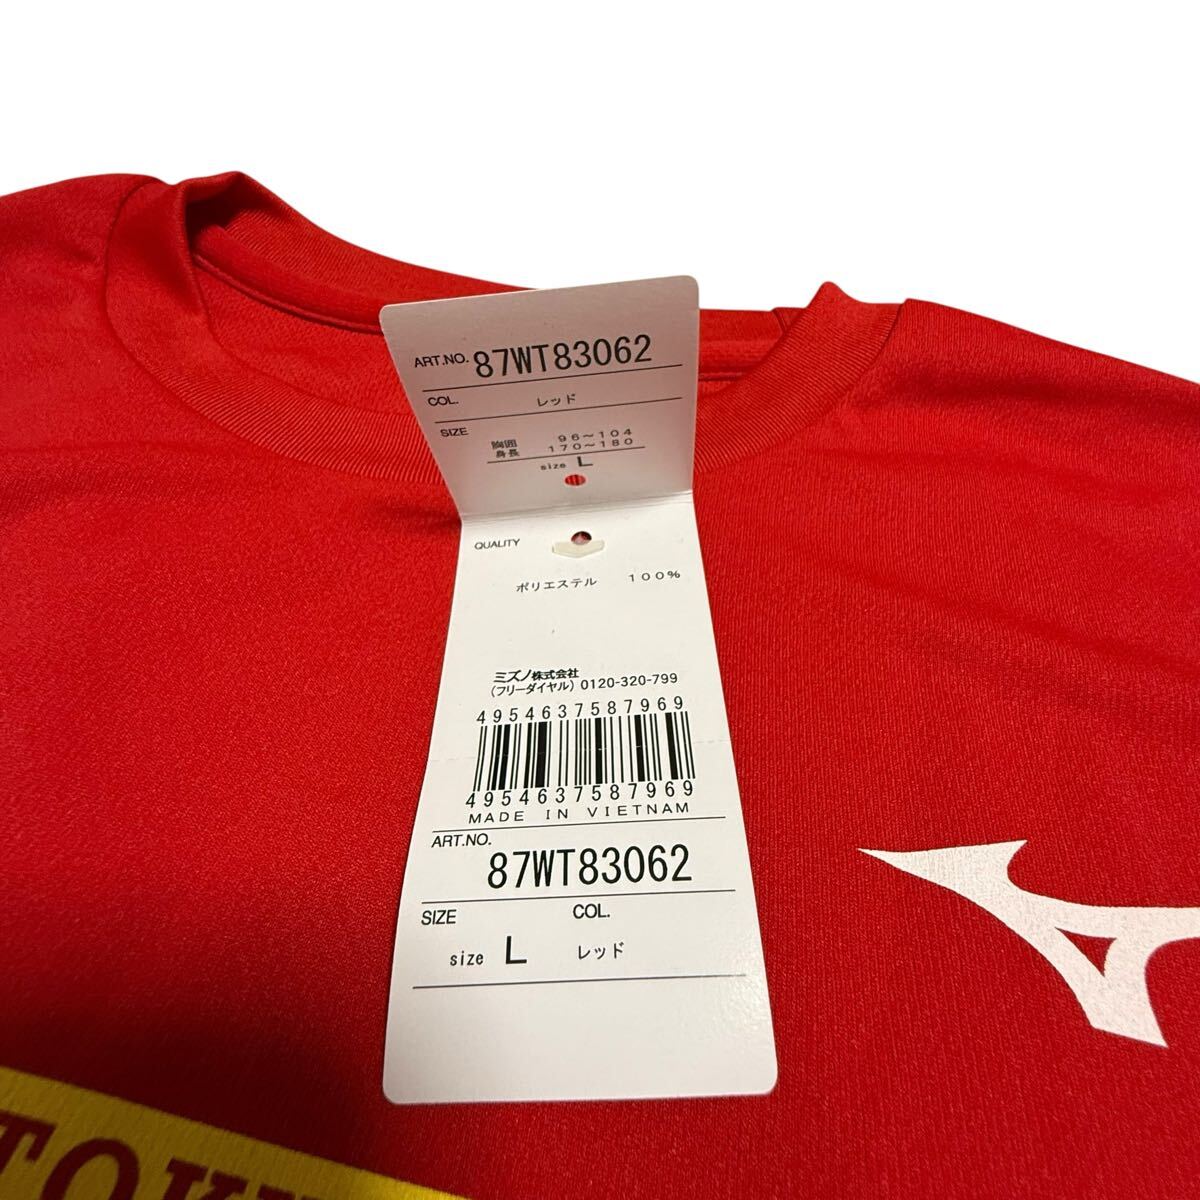 ART.NO. 87WT83062
COL. レッド
SIZE
胸囲 96～104
身長 170～180
size L
QUALITY
ポリエステル 100%
ミズノ株式会社
(フリーダイヤル) 0120-320-799
4954637587969
4954637587969
MADE IN VIETNAM
ART.NO.
87WT83062
SIZE COL.
size L レッド